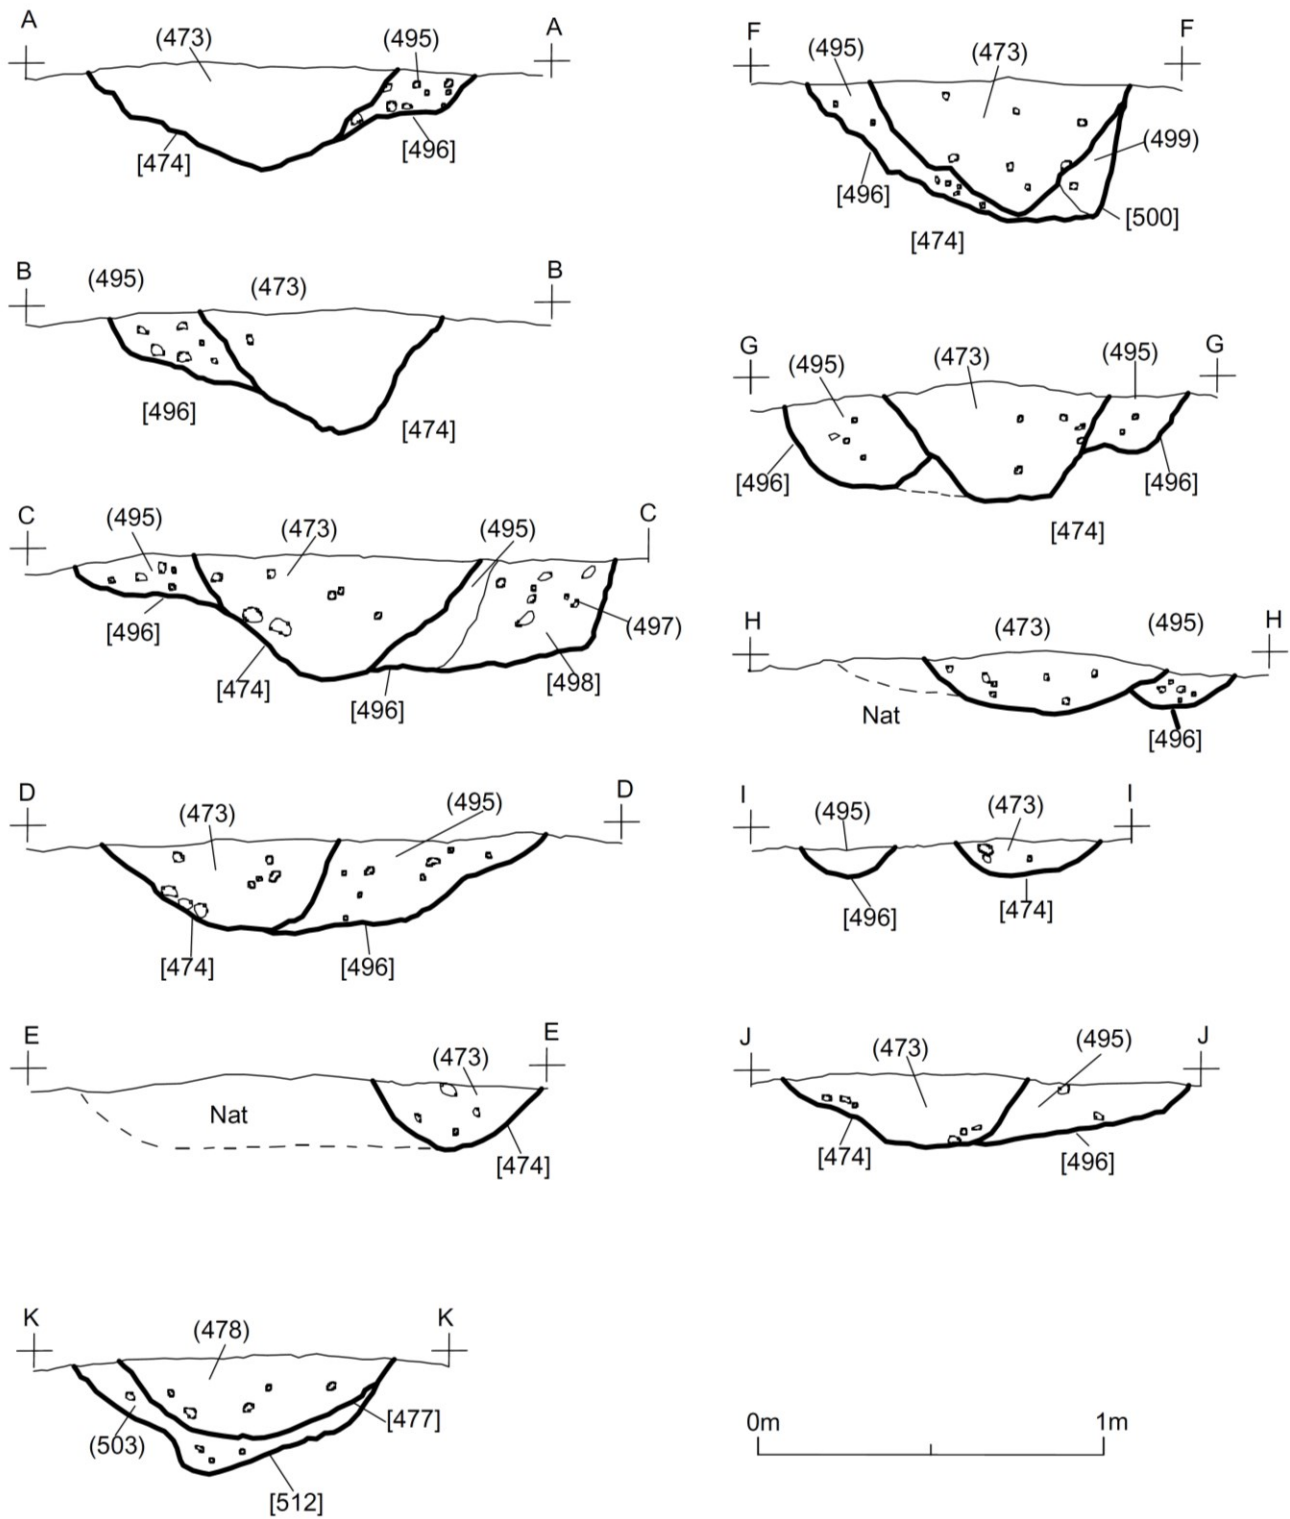 A A
(473) (495)
[474] [496]
B B
(495) (473)
[496] [474]
C C
(495) (473) (495)
[496] (497)
[474] [496] [498]
D D
(473) (495)
[474] [496]
E E
(473)
Nat
[474]
F F
(495) (473)
(499)
[496] [500]
[474]
G G
(495) (473) (495)
[496] [496]
[474]
H H
(473) (495)
Nat
[496]
I I
(495) (473)
[496] [474]
J J
(473) (495)
[474] [496]
K K
(478)
(503) [477]
[512]
0m 1m